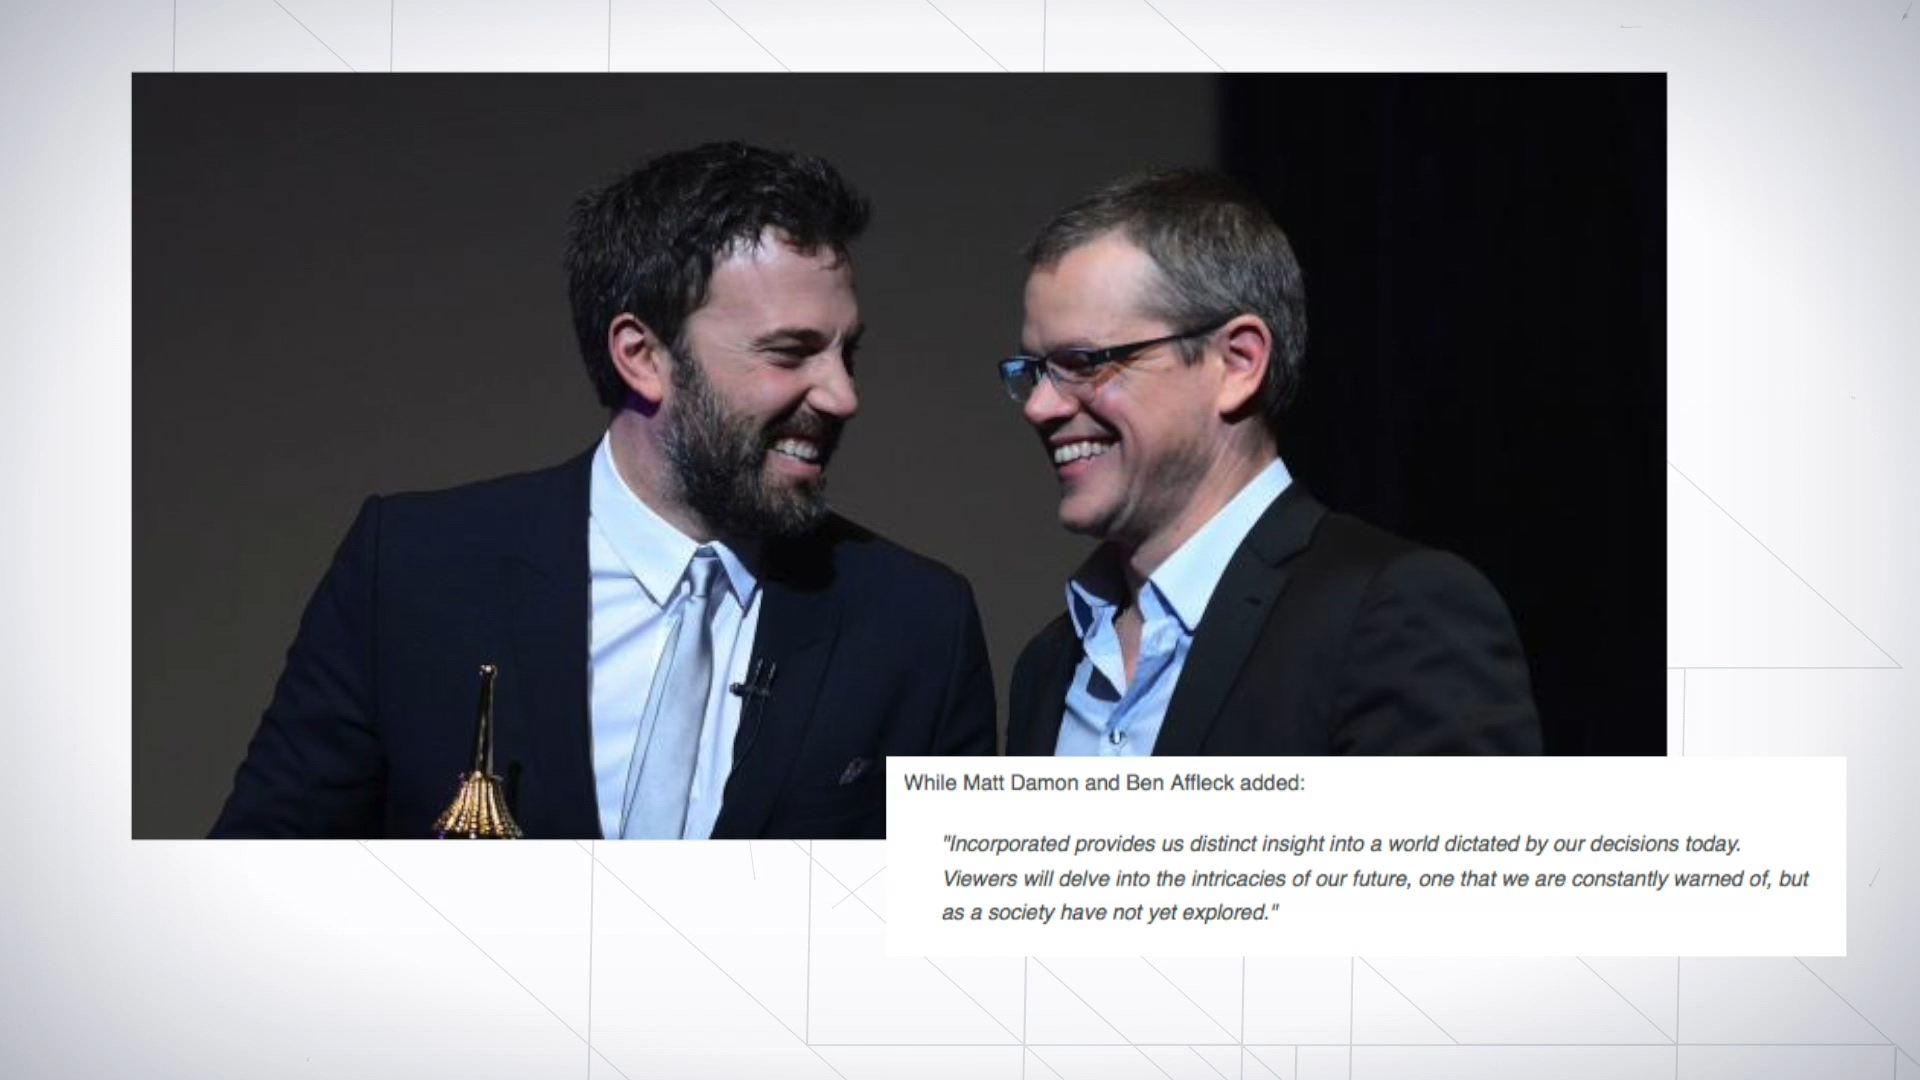 While Matt Damon and Ben Affleck added:
"Incorporated provides us distinct insight into a world dictated by our decisions today.
Viewers will delve into the intricacies of our future, one that we are constantly warned of, but
as a society have not yet explored."